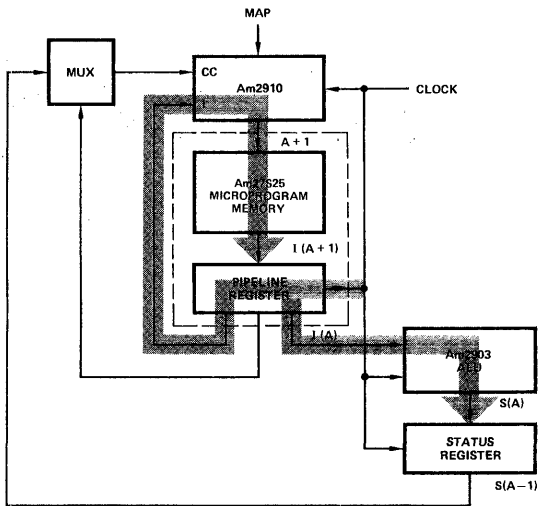 MAP
MUX
CC
Am2910
I
CLOCK
A + 1
Am27S25
MICROPROGRAM
MEMORY
I (A + 1)
PIPELINE
REGISTER
I (A)
Am2903
ALU
S(A)
STATUS
REGISTER
S(A−1)